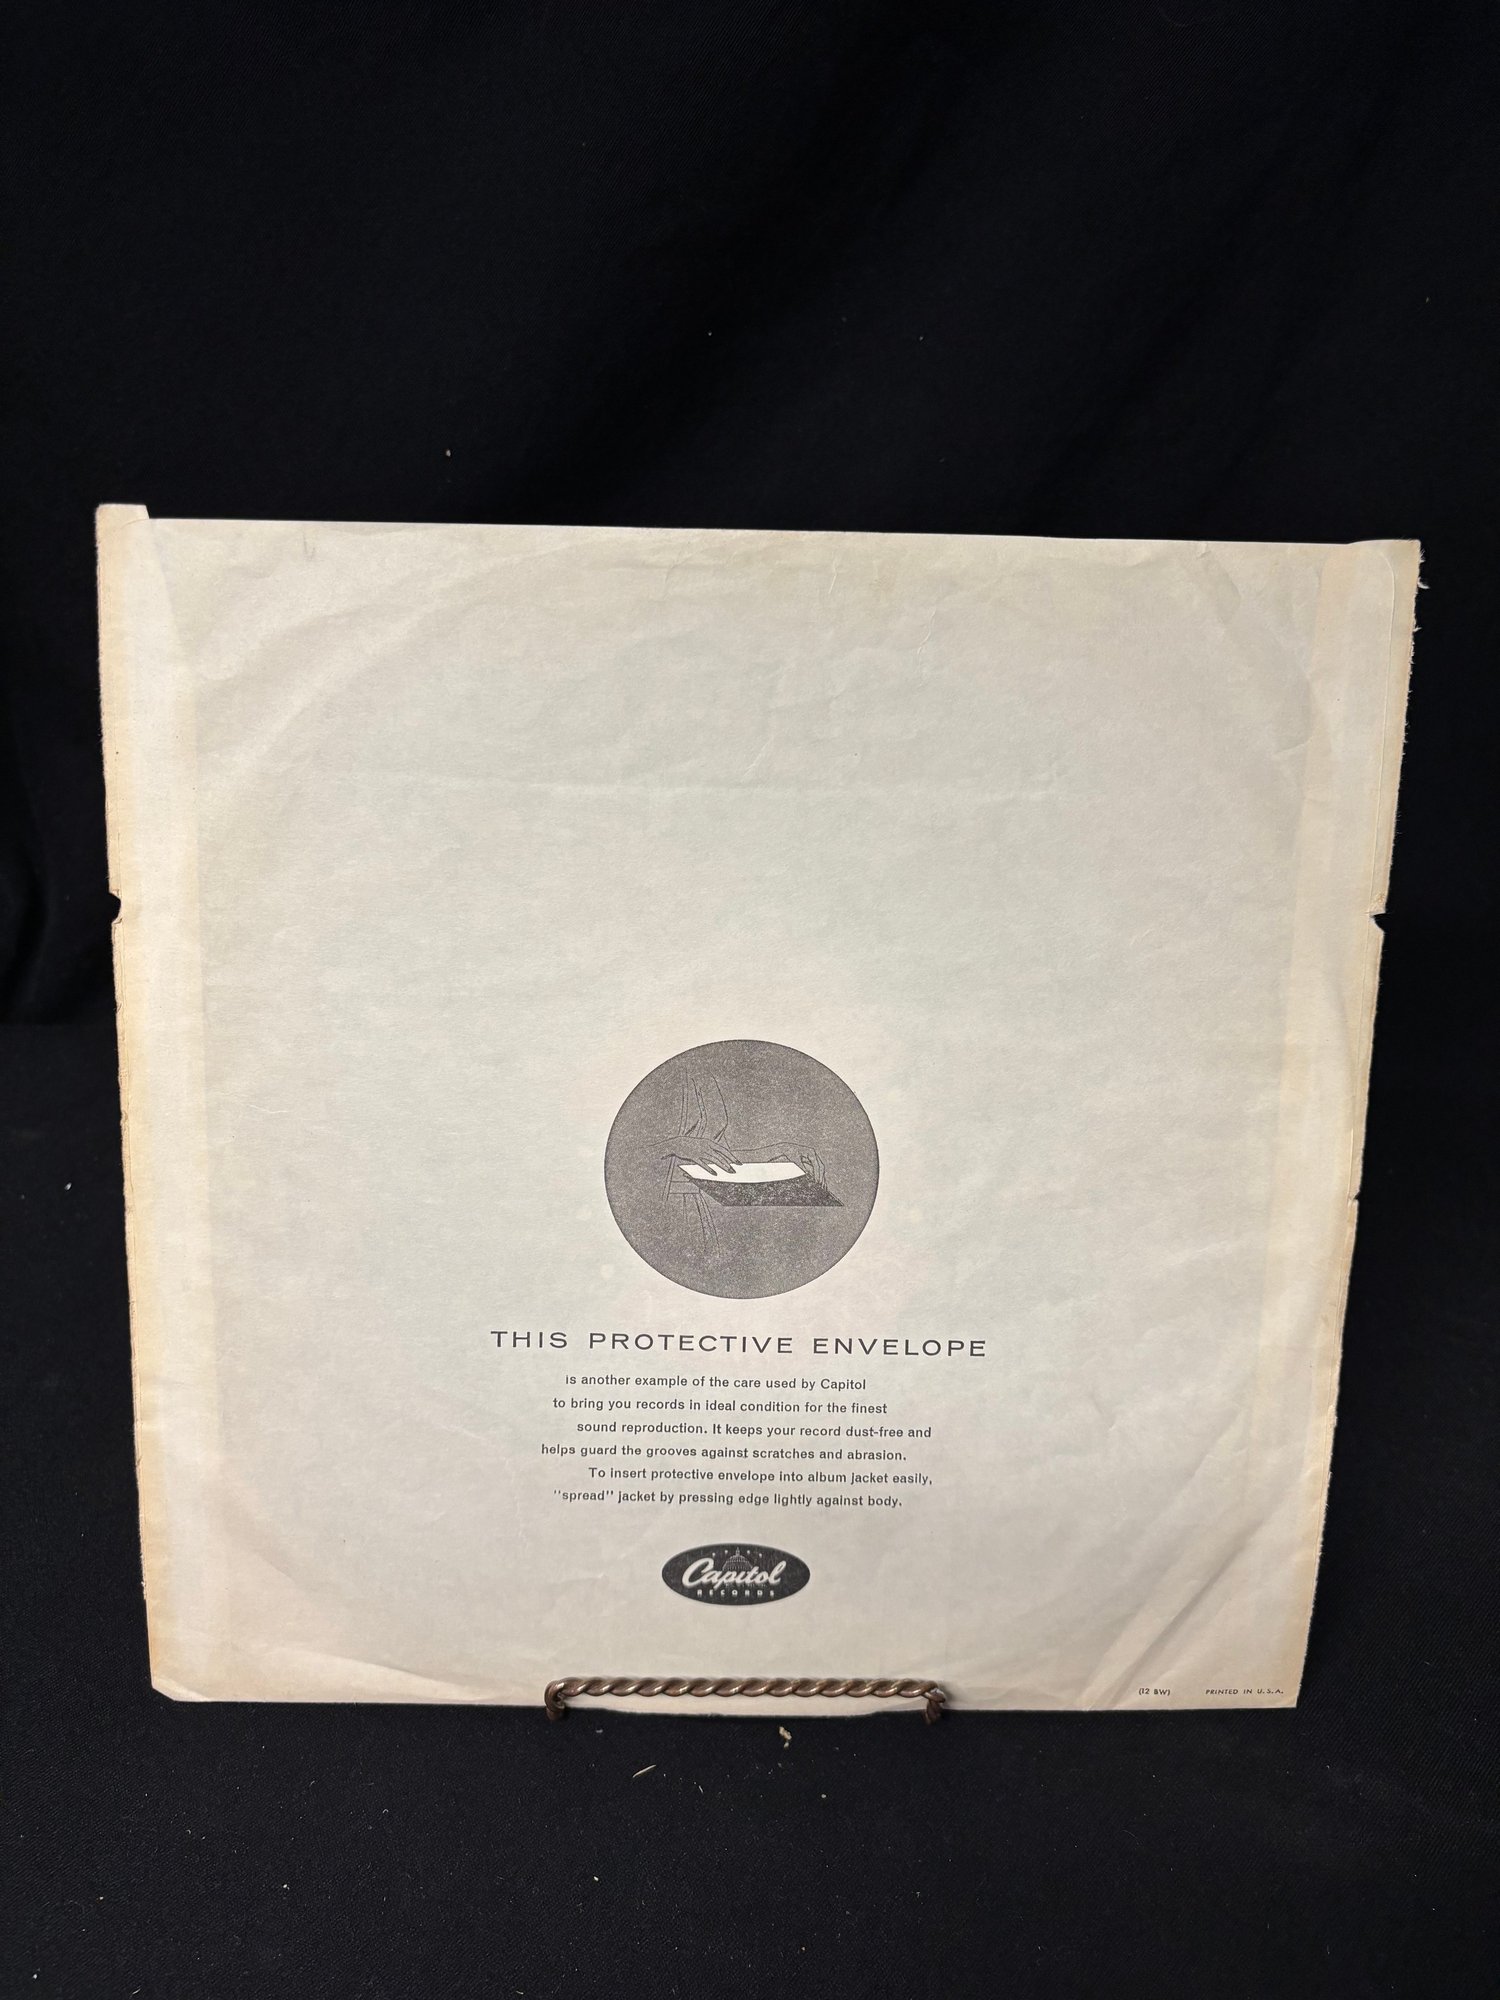 THIS PROTECTIVE ENVELOPE
is another example of the care used by Capitol
to bring you records in ideal condition for the finest
sound reproduction. It keeps your record dust-free and
helps guard the grooves against scratches and abrasion.
To insert protective envelope into album jacket easily,
"spread" jacket by pressing edge lightly against body.
Capitol
RECORDS
(12 BW) PRINTED IN U.S.A.